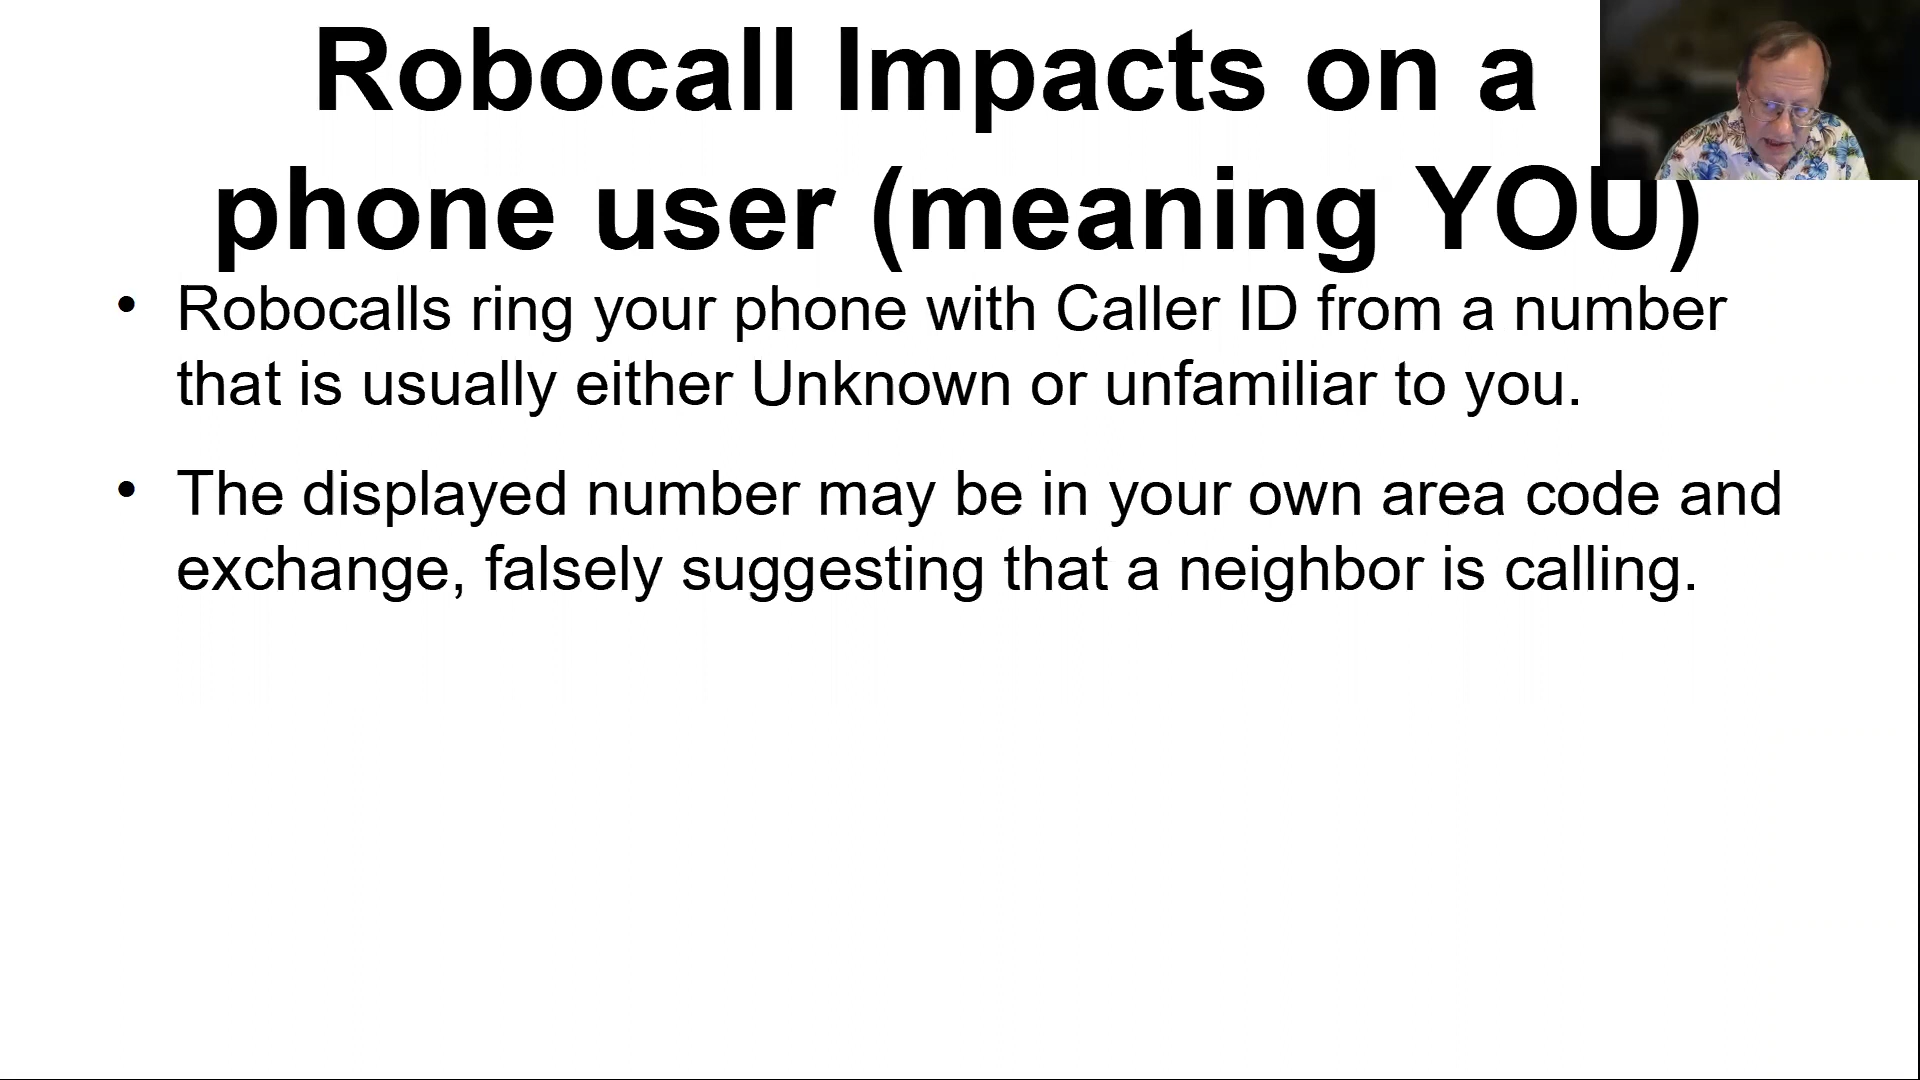 Robocall Impacts on a
phone user (meaning YOU)
• Robocalls ring your phone with Caller ID from a number
that is usually either Unknown or unfamiliar to you.
• The displayed number may be in your own area code and
exchange, falsely suggesting that a neighbor is calling.